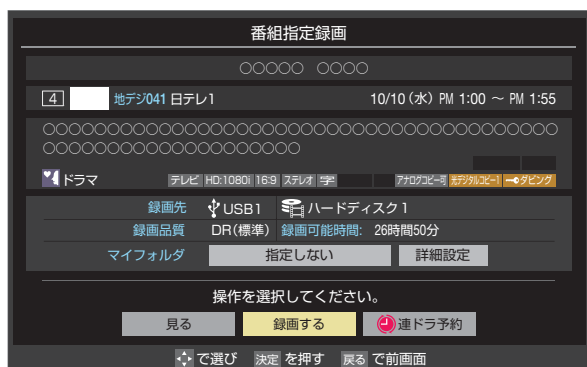 番組指定録画
○○○○○ ○○○○
4 地デジ041 日テレ1 10/10(水) PM 1:00 ～ PM 1:55
○○○○○○○○○○○○○○○○○○○○○○○○○○○○○○○○○○○○○○○○
○○○○○○○○○○○○○○○○○○○○
ドラマ テレビ HD:1080i 16:9 ステレオ 字 アナログコピー可 光デジタルコピー1 ダビング
録画先 USB1 ハードディスク1
録画品質 DR(標準) 録画可能時間: 26時間50分
マイフォルダ 指定しない 詳細設定
操作を選択してください。
見る 録画する 連ドラ予約
で選び 決定 を押す 戻る で前画面